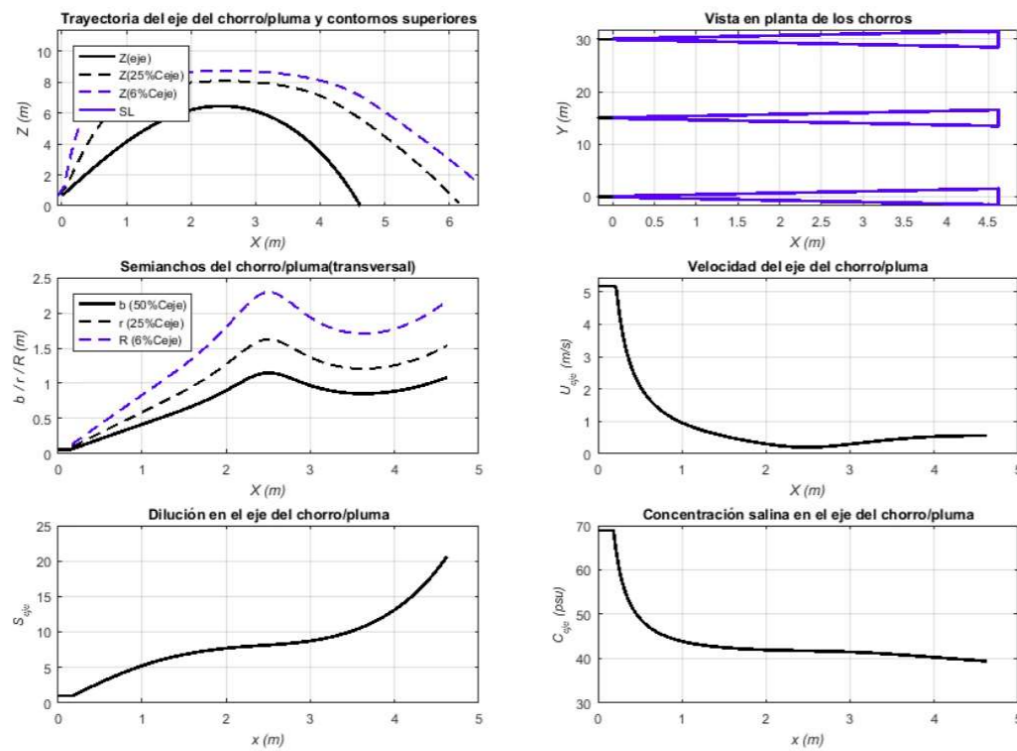 Trayectoria del eje del chorro/pluma y contornos superiores
Z (m)
10
8
6
4
2
0
Z(eje)
Z(25%Ceje)
Z(6%Ceje)
SL
0 1 2 3 4 5 6
X (m)
Vista en planta de los chorros
Y (m)
30
20
10
0
0 0.5 1 1.5 2 2.5 3 3.5 4 4.5
X (m)
Semianchos del chorro/pluma(transversal)
b / r / R (m)
2.5
2
1.5
1
0.5
0
b (50%Ceje)
r (25%Ceje)
R (6%Ceje)
0 1 2 3 4 5
X (m)
Velocidad del eje del chorro/pluma
U eje (m/s)
5
4
3
2
1
0
0 1 2 3 4 5
X (m)
Dilución en el eje del chorro/pluma
S eje
25
20
15
10
5
0
0 1 2 3 4 5
x (m)
Concentración salina en el eje del chorro/pluma
C eje (psu)
70
60
50
40
30
0 1 2 3 4 5
x (m)